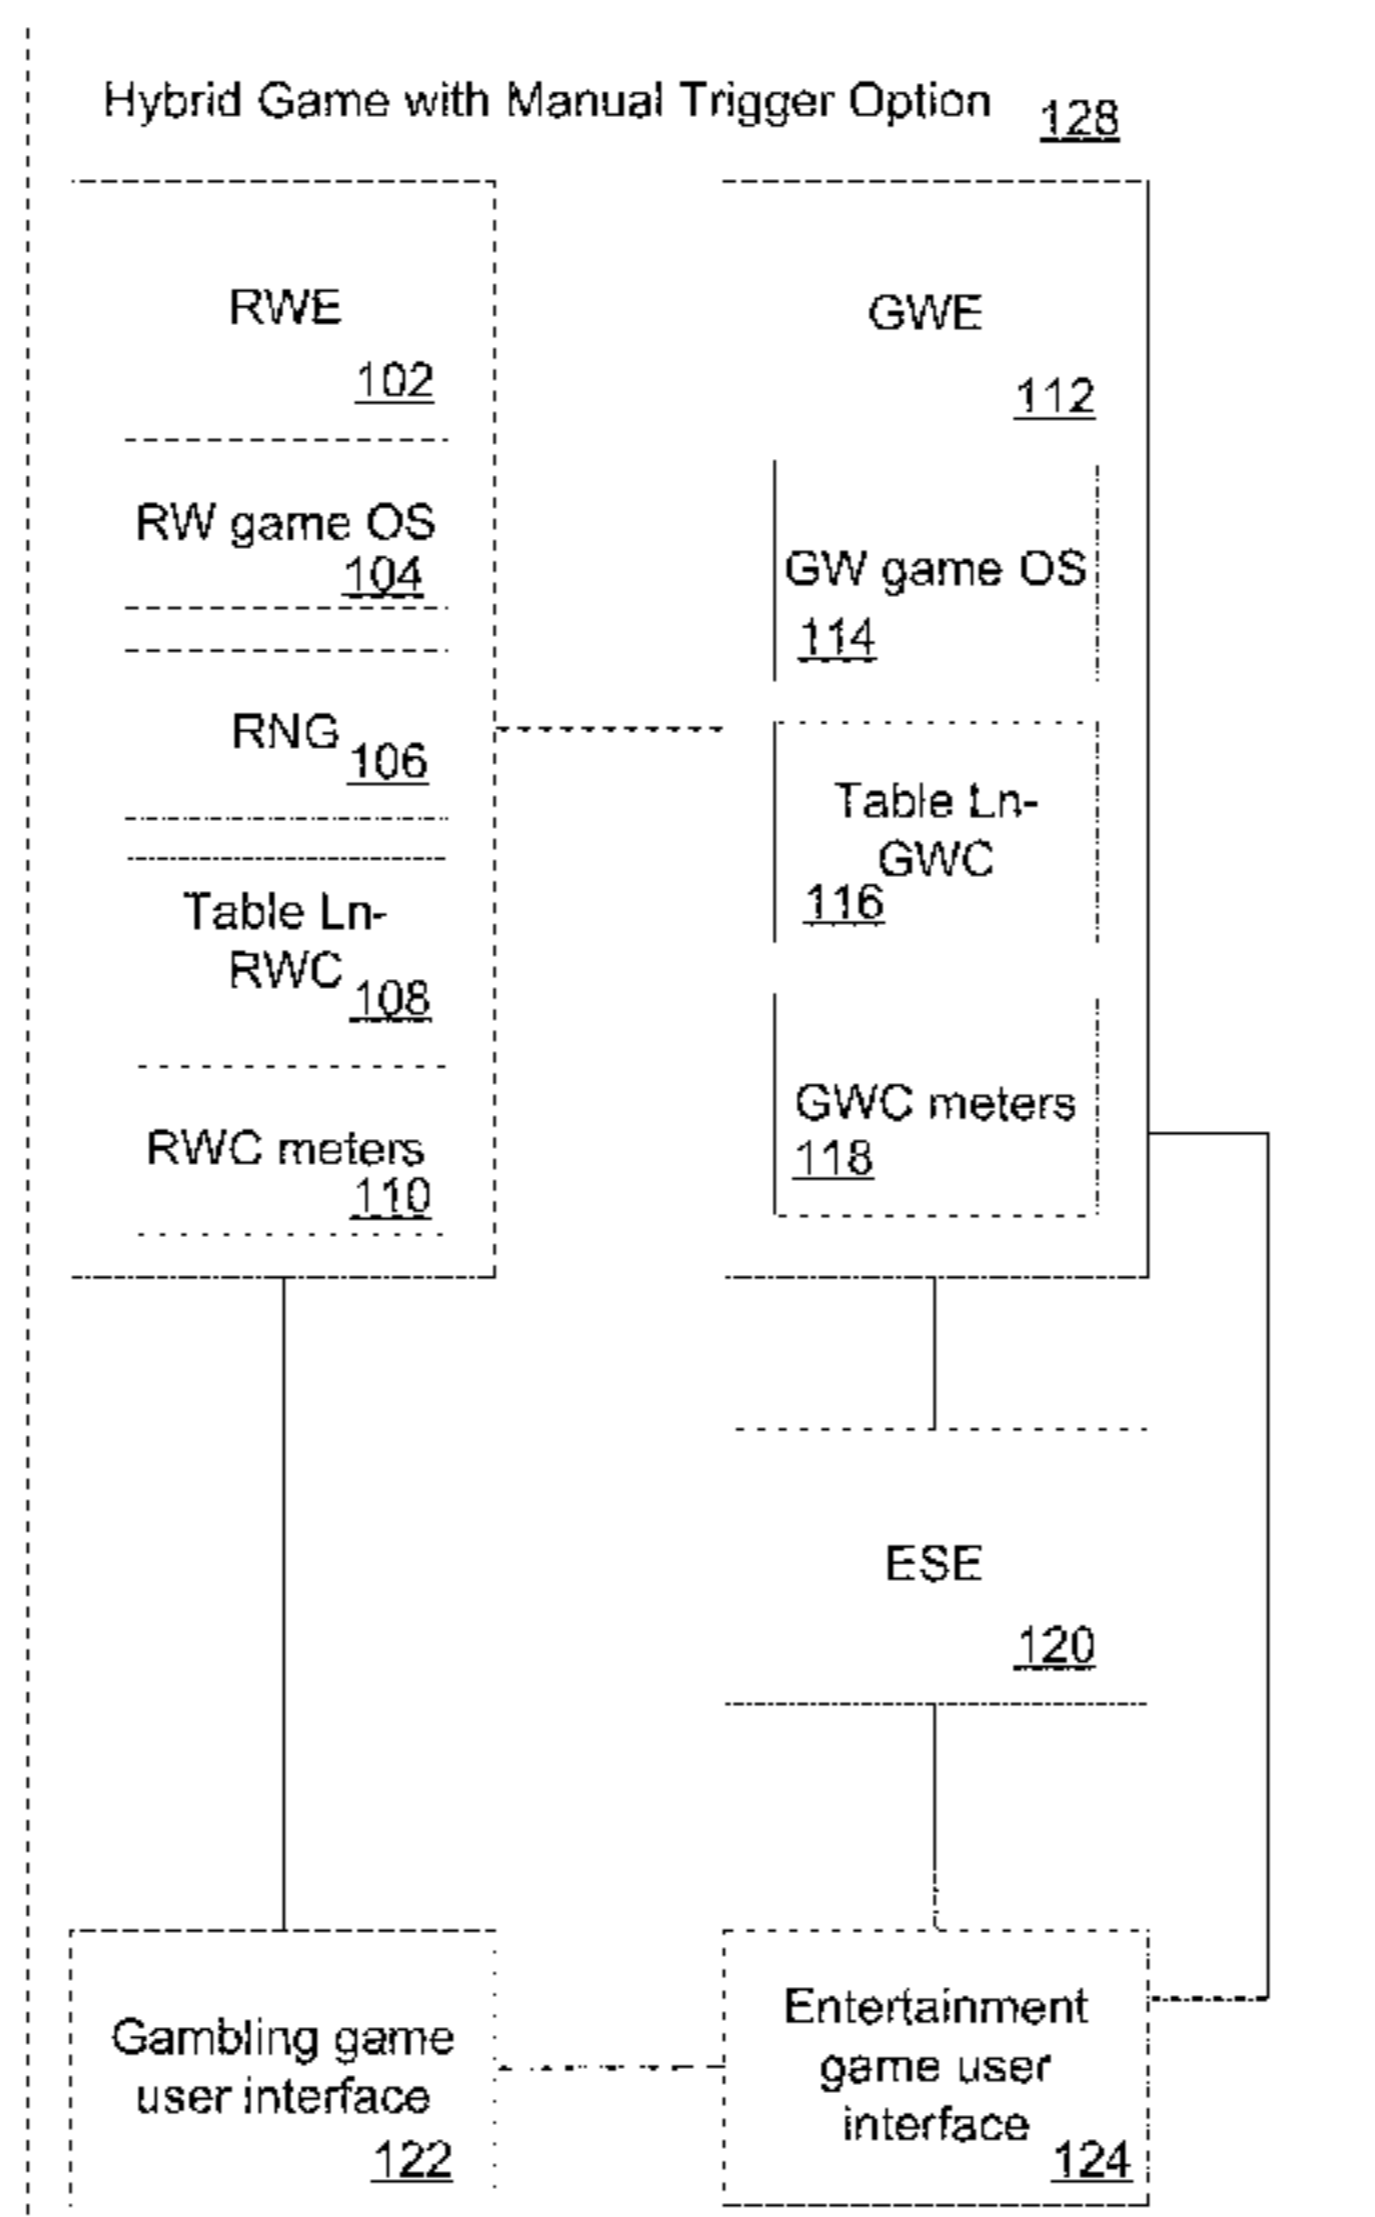 Hybrid Game with Manual Trigger Option 128
RWE
102
RW game OS
104
RNG
106
Table Ln-
RWC
108
RWC meters
110
GWE
112
GW game OS
114
Table Ln-
GWC
116
GWC meters
118
ESE
120
Gambling game
user interface
122
Entertainment
game user
interface
124